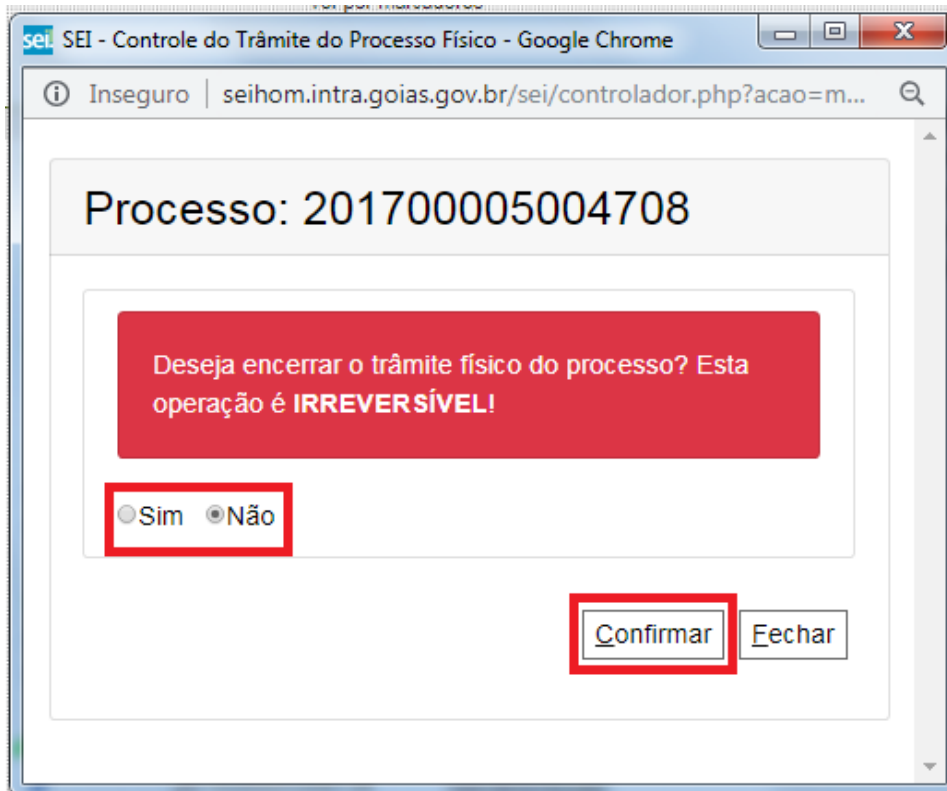 sei! SEI - Controle do Trâmite do Processo Físico - Google Chrome
Inseguro | seihom.intra.goias.gov.br/sei/controlador.php?acao=m...
Processo: 201700005004708
Deseja encerrar o trâmite físico do processo? Esta
operação é IRREVERSÍVEL!
Sim Não
Confirmar Fechar